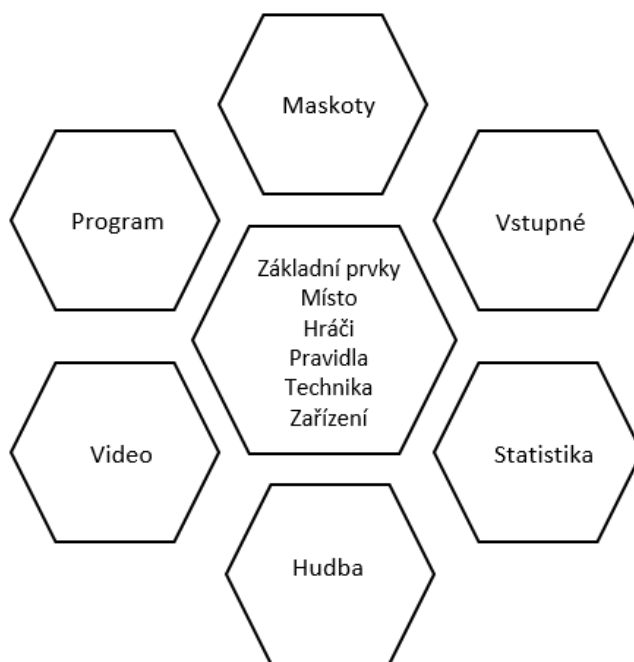 Maskoty
Program
Vstupné
Základní prvky
Místo
Hráči
Pravidla
Technika
Zařízení
Video
Statistika
Hudba